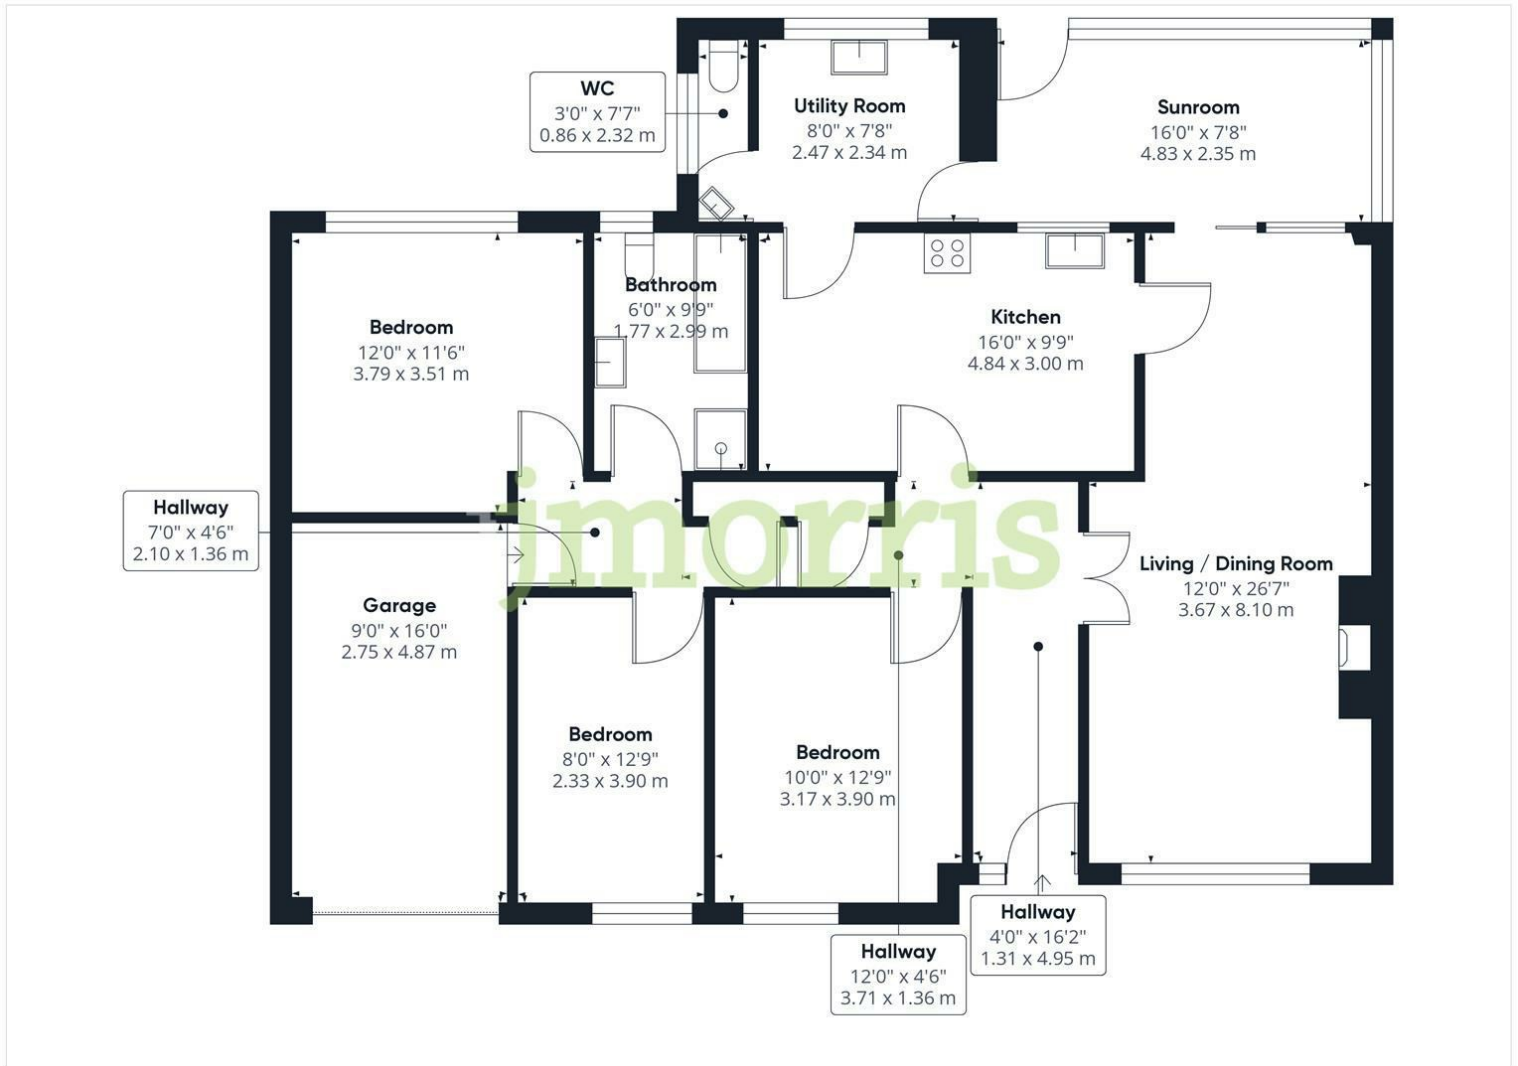 WC
3'0" x 7'7"
0.86 x 2.32 m
Utility Room
8'0" x 7'8"
2.47 x 2.34 m
Sunroom
16'0" x 7'8"
4.83 x 2.35 m
Bedroom
12'0" x 11'6"
3.79 x 3.51 m
Bathroom
6'0" x 9'9"
1.77 x 2.99 m
Kitchen
16'0" x 9'9"
4.84 x 3.00 m
Hallway
7'0" x 4'6"
2.10 x 1.36 m
jmorris
Living / Dining Room
12'0" x 26'7"
3.67 x 8.10 m
Garage
9'0" x 16'0"
2.75 x 4.87 m
Bedroom
8'0" x 12'9"
2.33 x 3.90 m
Bedroom
10'0" x 12'9"
3.17 x 3.90 m
Hallway
4'0" x 16'2"
1.31 x 4.95 m
Hallway
12'0" x 4'6"
3.71 x 1.36 m